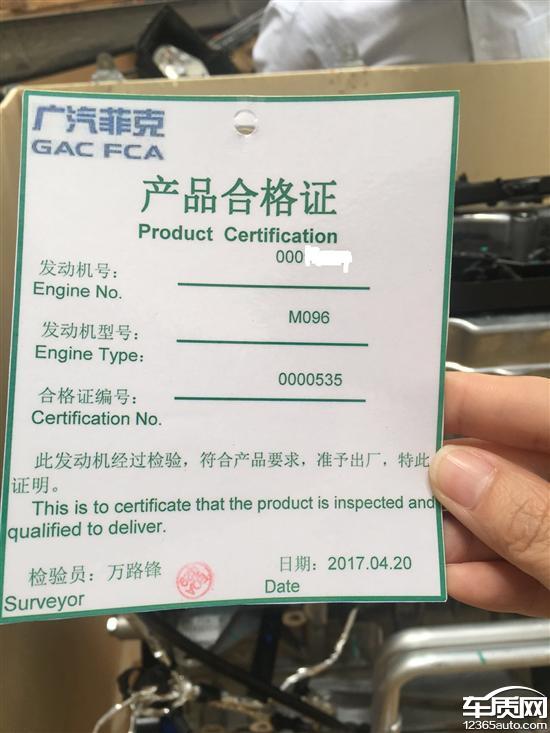 广汽菲克
GAC FCA
产品合格证
Product Certification
000
发动机号：
Engine No.
M096
发动机型号：
Engine Type：
0000535
合格证编号：
Certification No.
此发动机经过检验，符合产品要求，准予出厂，特此
证明。
This is to certificate that the product is inspected and
qualified to deliver.
检验员：万路锋
日期：2017.04.20
Surveyor
Date
车质网
12365auto.com